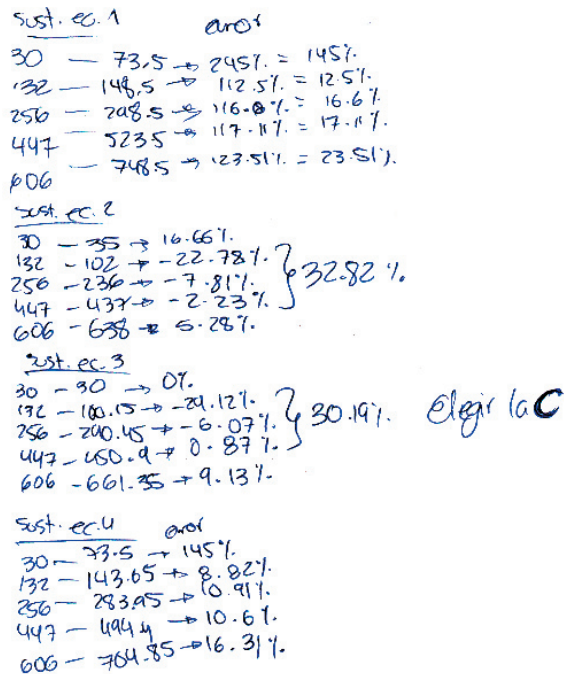 Sust. ec. 1 error
30 — 73.5 → 245% = 145%
132 — 148.5 → 112.5% = 12.5%.
256 — 298.5 → 116.6% = 16.6%
447 523.5 → 117.11% = 17.11%.
606 — 748.5 → 123.51% = 23.51%.
sust. ec. 2
30 — 35 → 16.66%.
132 - 102 → -22.78%.
256 - 236 → -7.81%. } 32.82 %.
447 - 437 → -2.23%.
606 - 638 → 5.28%.
sust. ec. 3
30 - 30 → 0%.
132 - 100.15 → -24.12%.
256 - 240.45 → -6.07% } 30.19%. Elegir la C
447 - 450.9 → 0.87%.
606 - 661.35 → 9.13%.
Sust. ec. 4 error
30 — 73.5 → 145%.
132 — 143.65 → 8.82%.
256 — 283.95 → 10.91%.
447 — 494.4 → 10.6%.
606 — 704.85 → 16.31%.